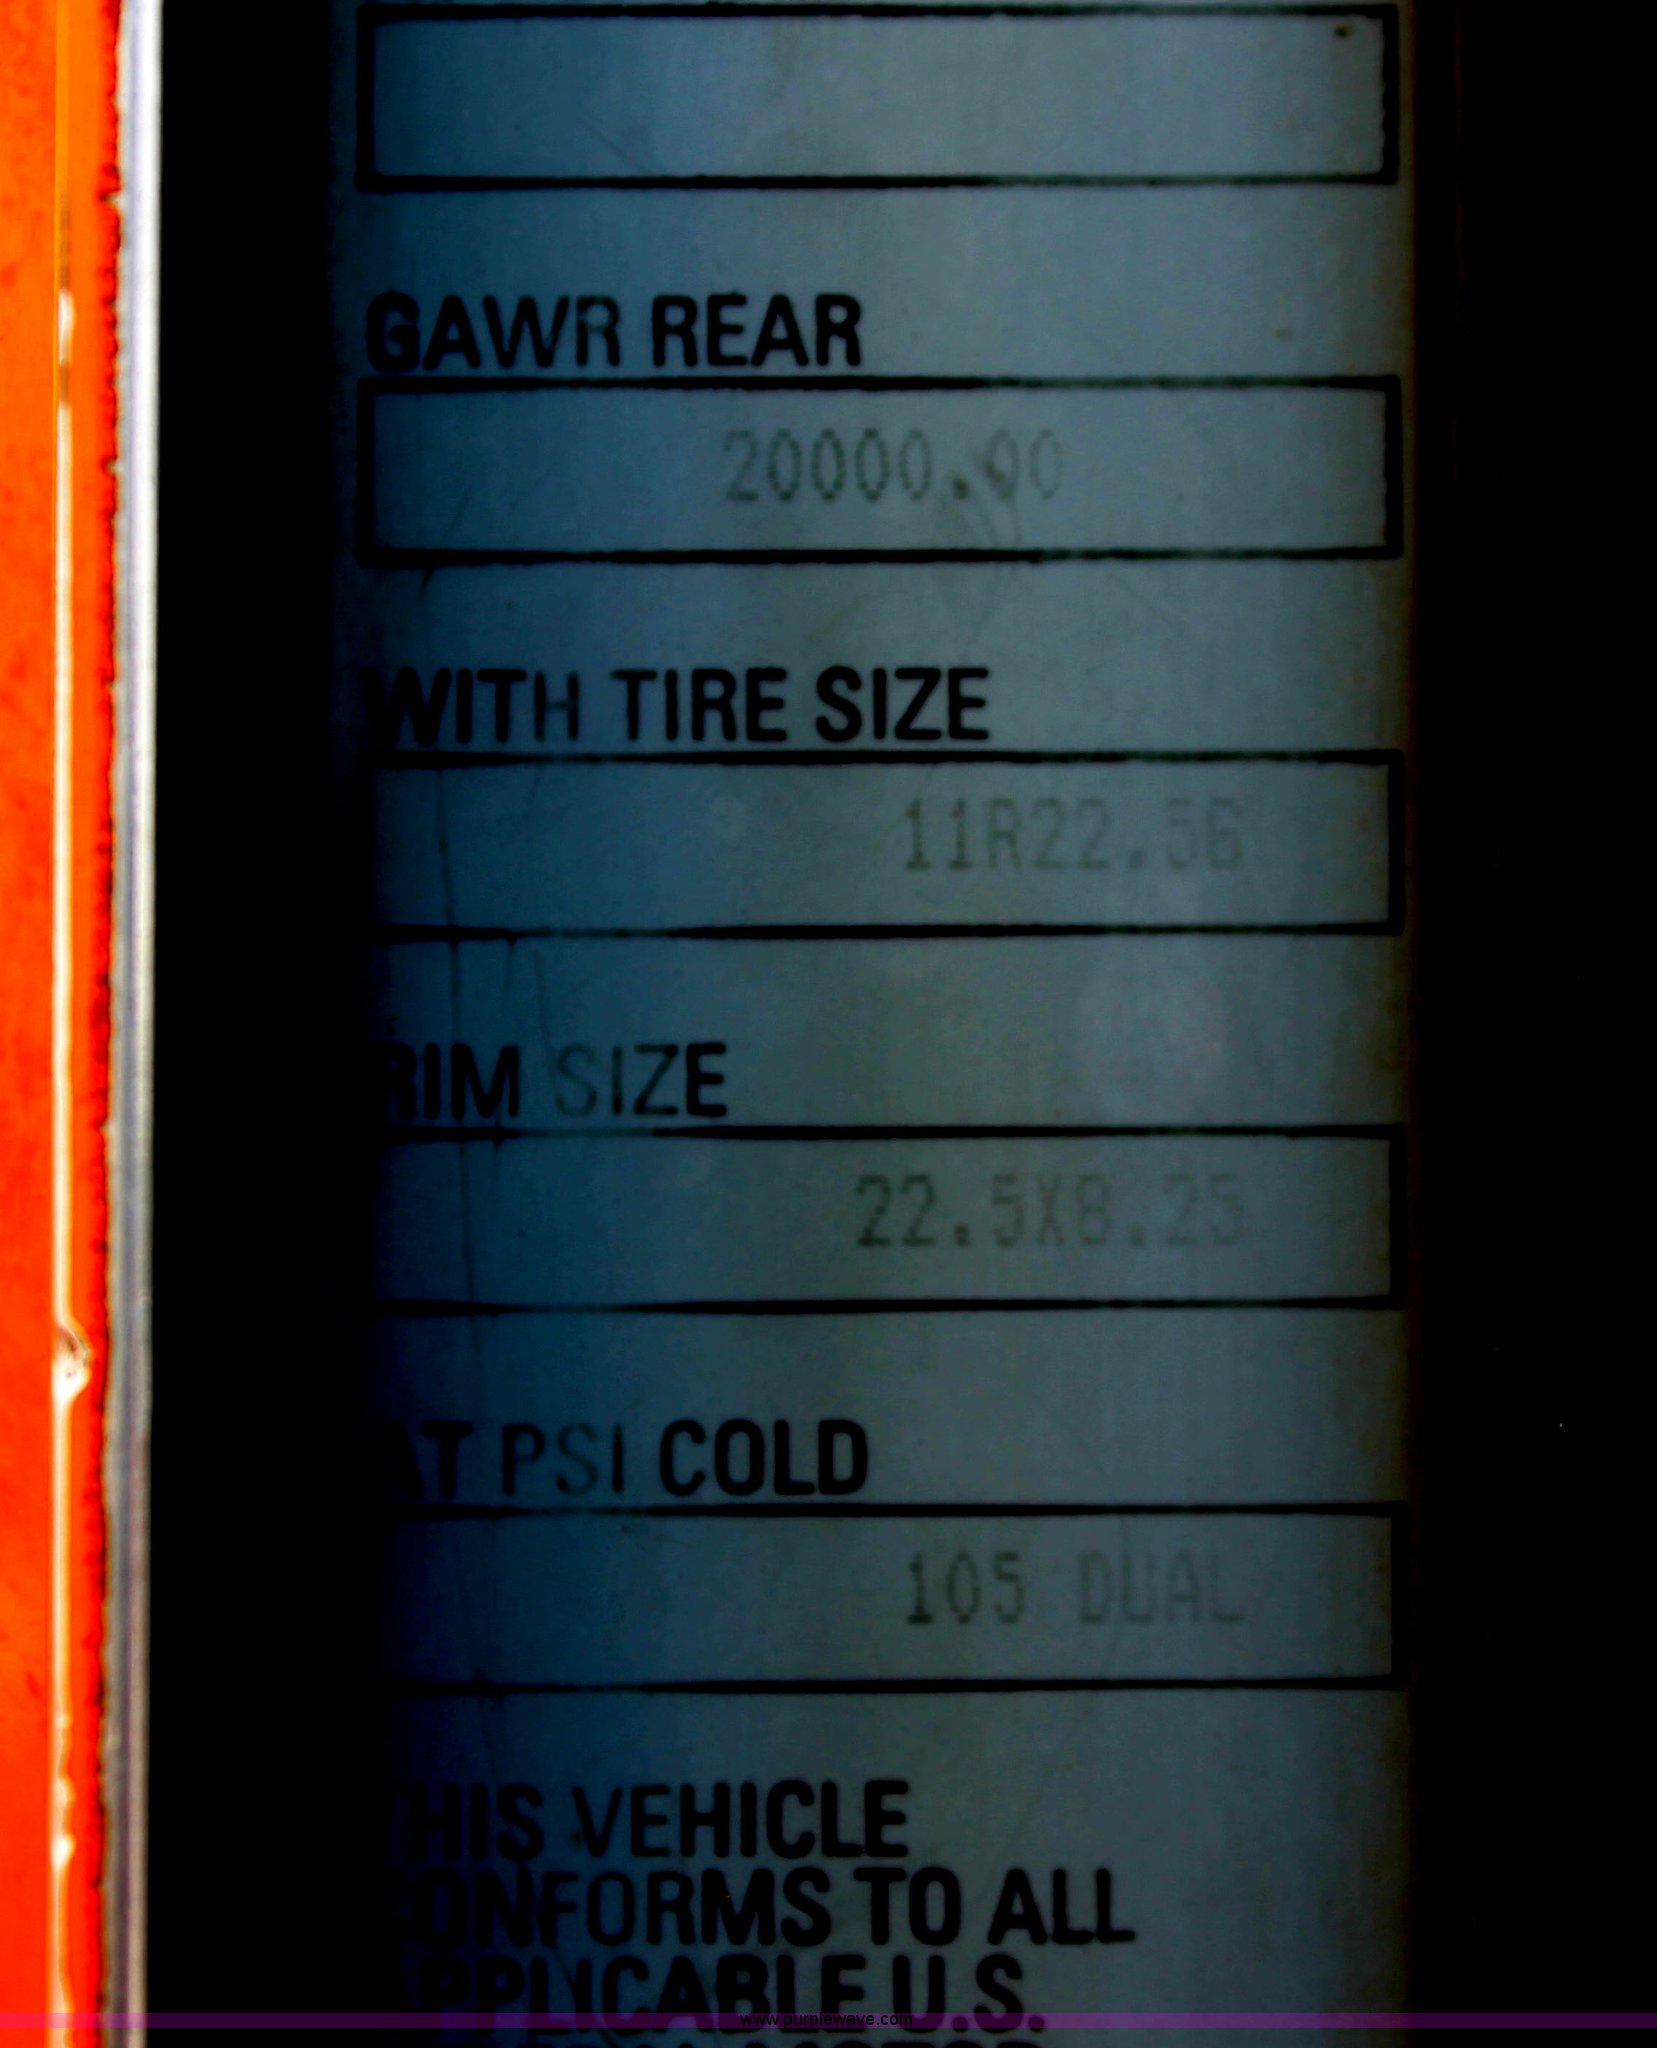 GAWR REAR
20000.00
WITH TIRE SIZE
11R22.5G
RIM SIZE
22.5X8.25
AT PSI COLD
105 DUAL
THIS VEHICLE
CONFORMS TO ALL
APPLICABLE U.S.
www.purplewave.com